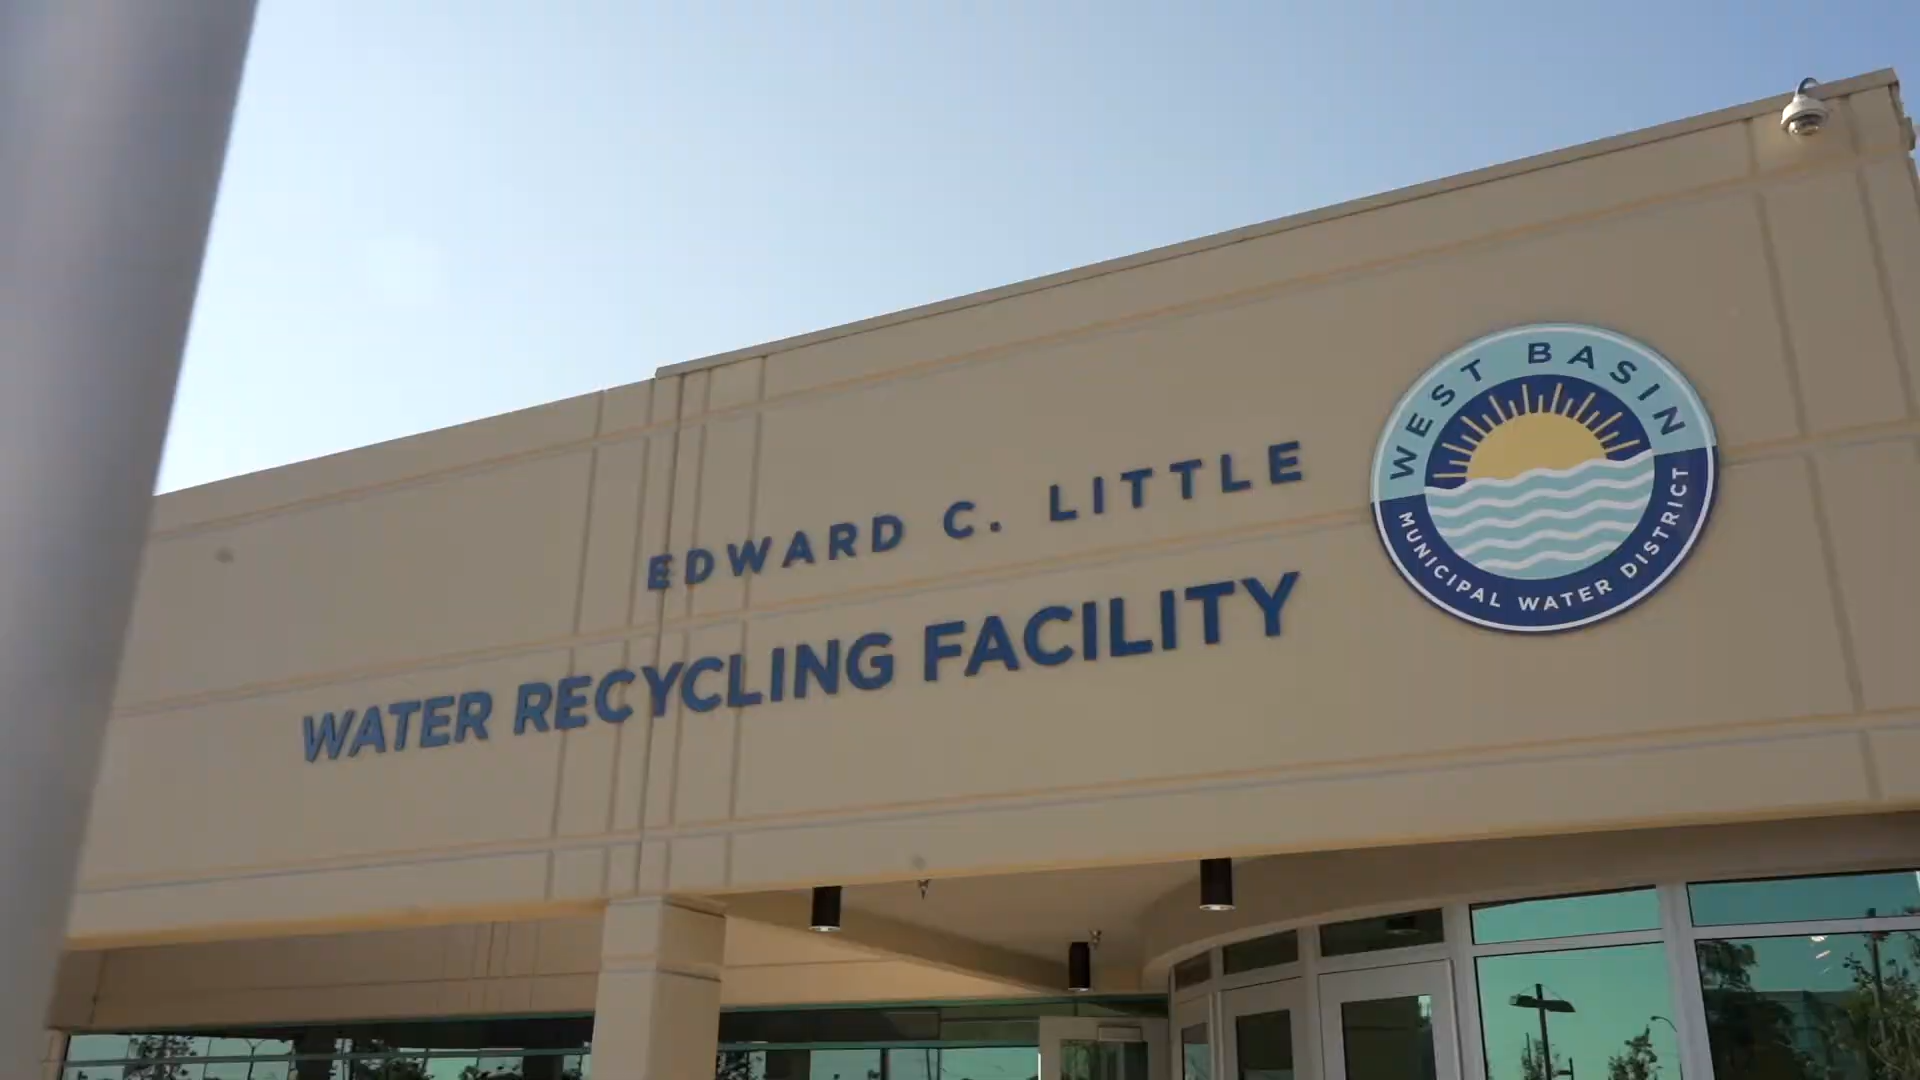 EDWARD C. LITTLE
WATER RECYCLING FACILITY
WEST BASIN
MUNICIPAL WATER DISTRICT